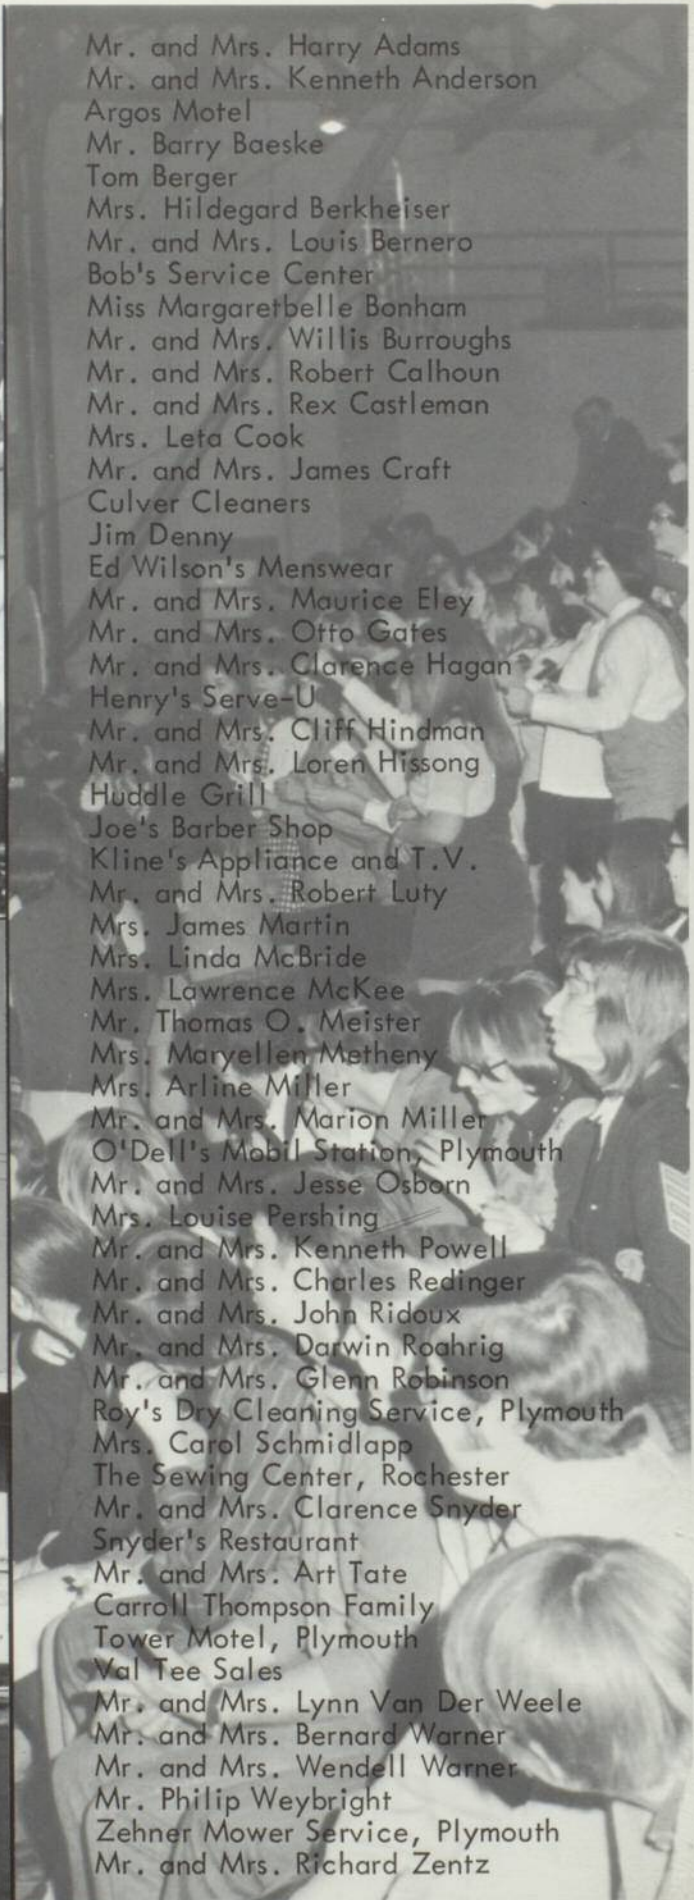 Mr. and Mrs. Harry Adams
Mr. and Mrs. Kenneth Anderson
Argos Motel
Mr. Barry Baeske
Tom Berger
Mrs. Hildegard Berkheiser
Mr. and Mrs. Louis Bernero
Bob's Service Center
Miss Margaretbelle Bonham
Mr. and Mrs. Willis Burroughs
Mr. and Mrs. Robert Calhoun
Mr. and Mrs. Rex Castleman
Mrs. Leta Cook
Mr. and Mrs. James Craft
Culver Cleaners
Jim Denny
Ed Wilson's Menswear
Mr. and Mrs. Maurice Eley
Mr. and Mrs. Otto Gates
Mr. and Mrs. Clarence Hagan
Henry's Serve-U
Mr. and Mrs. Cliff Hindman
Mr. and Mrs. Loren Hissong
Huddle Grill
Joe's Barber Shop
Kline's Appliance and T.V.
Mr. and Mrs. Robert Luty
Mrs. James Martin
Mrs. Linda McBride
Mrs. Lawrence McKee
Mr. Thomas O. Meister
Mrs. Maryellen Metheny
Mrs. Arline Miller
Mr. and Mrs. Marion Miller
O'Dell's Mobil Station, Plymouth
Mr. and Mrs. Jesse Osborn
Mrs. Louise Pershing
Mr. and Mrs. Kenneth Powell
Mr. and Mrs. Charles Redinger
Mr. and Mrs. John Ridoux
Mr. and Mrs. Darwin Roahrig
Mr. and Mrs. Glenn Robinson
Roy's Dry Cleaning Service, Plymouth
Mrs. Carol Schmidlapp
The Sewing Center, Rochester
Mr. and Mrs. Clarence Snyder
Snyder's Restaurant
Mr. and Mrs. Art Tate
Carroll Thompson Family
Tower Motel, Plymouth
Val Tee Sales
Mr. and Mrs. Lynn Van Der Weele
Mr. and Mrs. Bernard Warner
Mr. and Mrs. Wendell Warner
Mr. Philip Weybright
Zehner Mower Service, Plymouth
Mr. and Mrs. Richard Zentz